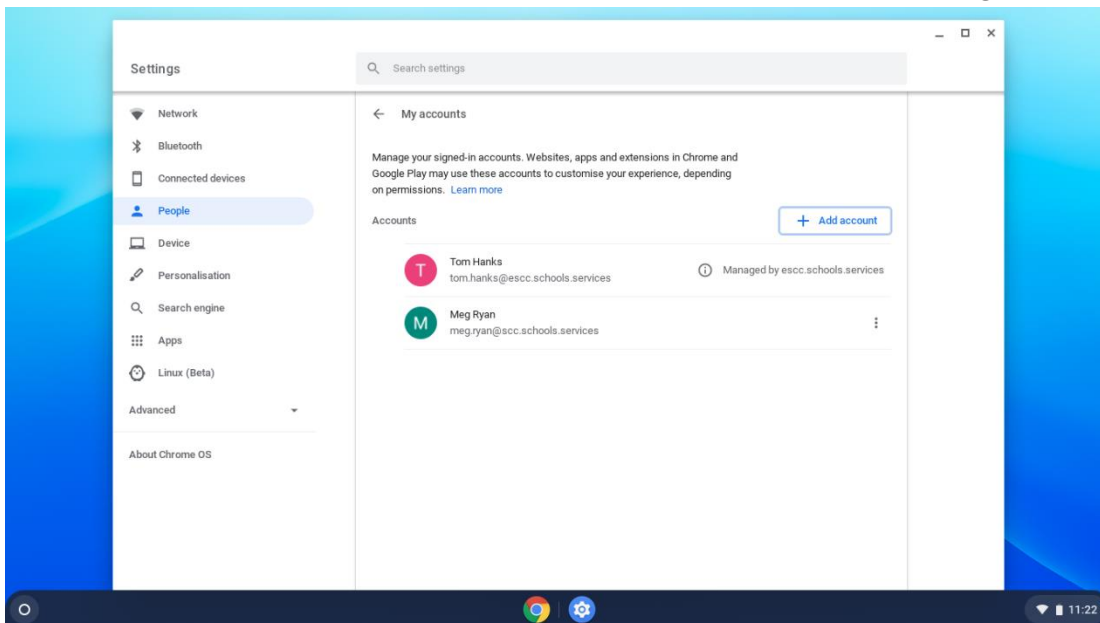 Settings
Search settings
Network
Bluetooth
Connected devices
People
Device
Personalisation
Search engine
Apps
Linux (Beta)
Advanced
About Chrome OS
My accounts
Manage your signed-in accounts. Websites, apps and extensions in Chrome and
Google Play may use these accounts to customise your experience, depending
on permissions. Learn more
Accounts
+ Add account
T
Tom Hanks
tom.hanks@escc.schools.services
Managed by escc.schools.services
M
Meg Ryan
meg.ryan@scc.schools.services
11:22